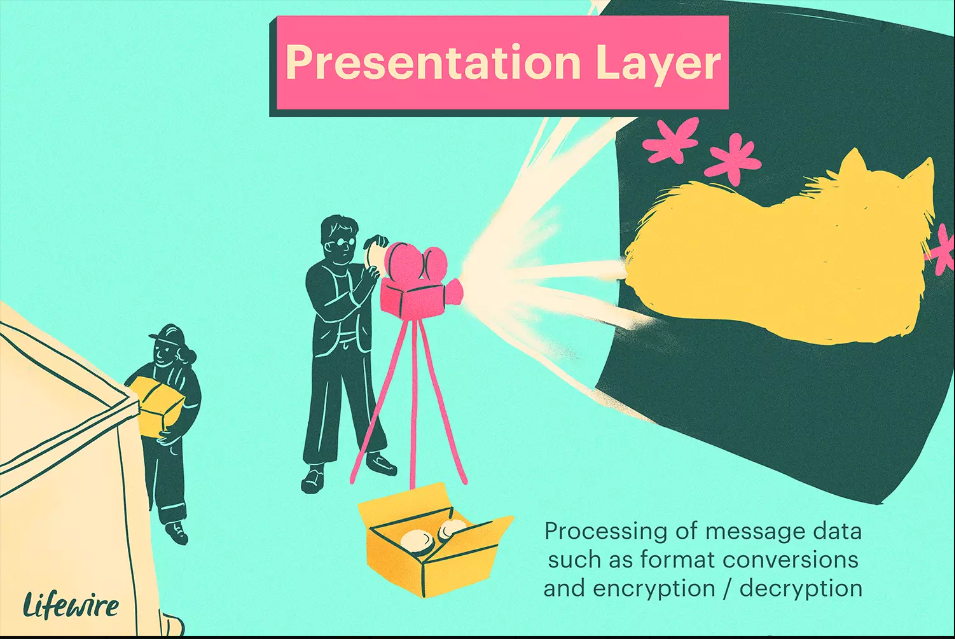 Presentation Layer
Processing of message data
such as format conversions
and encryption / decryption
Lifewire